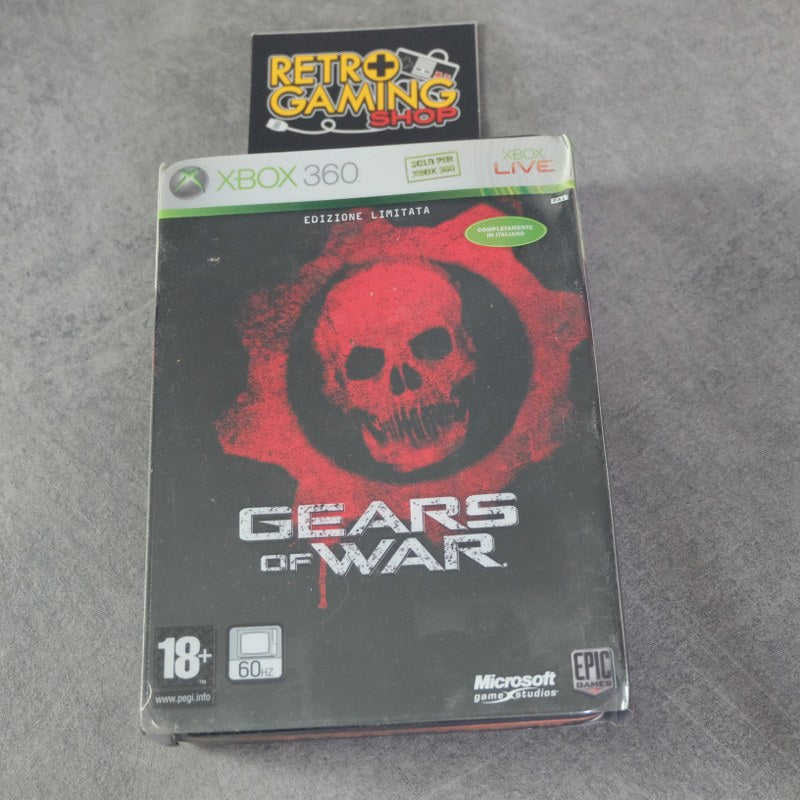 RETRO
GAMING
SHOP
XBOX 360
SOLO PER
XBOX 360
XBOX
LIVE
PAL
EDIZIONE LIMITATA
COMPLETAMENTE
IN ITALIANO
GEARS
OF WAR
18+
TM
www.pegi.info
60HZ
Microsoft
game studios
EPIC
GAMES